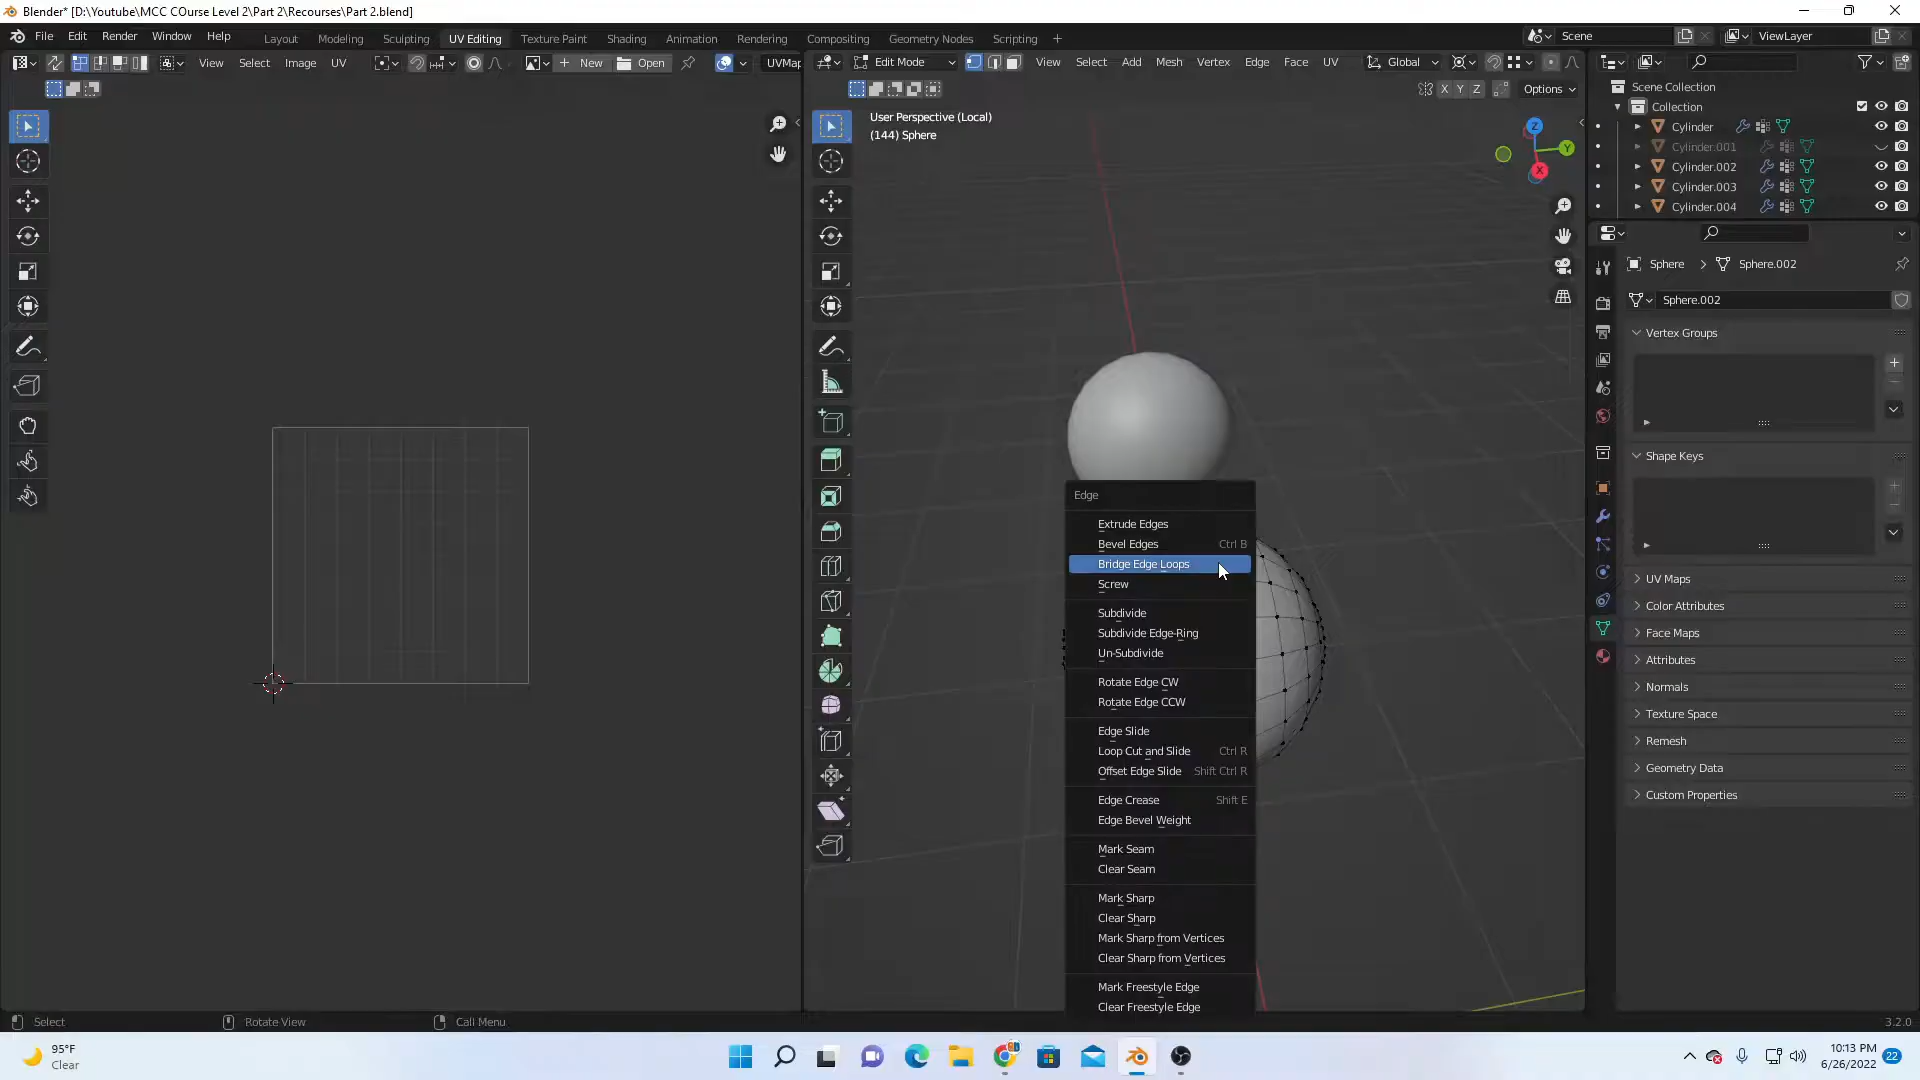 Blender* [D:\Youtube\MCC COurse Level 2\Part 2\Recourses\Part 2.blend]
File Edit Render Window Help
Layout Modeling Sculpting UV Editing Texture Paint Shading Animation Rendering Compositing Geometry Nodes Scripting +
Scene
ViewLayer
View Select Image UV
New Open
UVMap
Edit Mode
View Select Add Mesh Vertex Edge Face UV
Global
X Y Z
Options
User Perspective (Local)
(144) Sphere
Z
Y
X
Scene Collection
Collection
Cylinder
Cylinder.001
Cylinder.002
Cylinder.003
Cylinder.004
Sphere > Sphere.002
Sphere.002
Vertex Groups
Shape Keys
UV Maps
Color Attributes
Face Maps
Attributes
Normals
Texture Space
Remesh
Geometry Data
Custom Properties
Edge
Extrude Edges
Bevel Edges Ctrl B
Bridge Edge Loops
Screw
Subdivide
Subdivide Edge-Ring
Un-Subdivide
Rotate Edge CW
Rotate Edge CCW
Edge Slide
Loop Cut and Slide Ctrl R
Offset Edge Slide Shift Ctrl R
Edge Crease Shift E
Edge Bevel Weight
Mark Seam
Clear Seam
Mark Sharp
Clear Sharp
Mark Sharp from Vertices
Clear Sharp from Vertices
Mark Freestyle Edge
Clear Freestyle Edge
Select
Rotate View
Call Menu
3.2.0
95°F
Clear
10:13 PM
6/26/2022
22